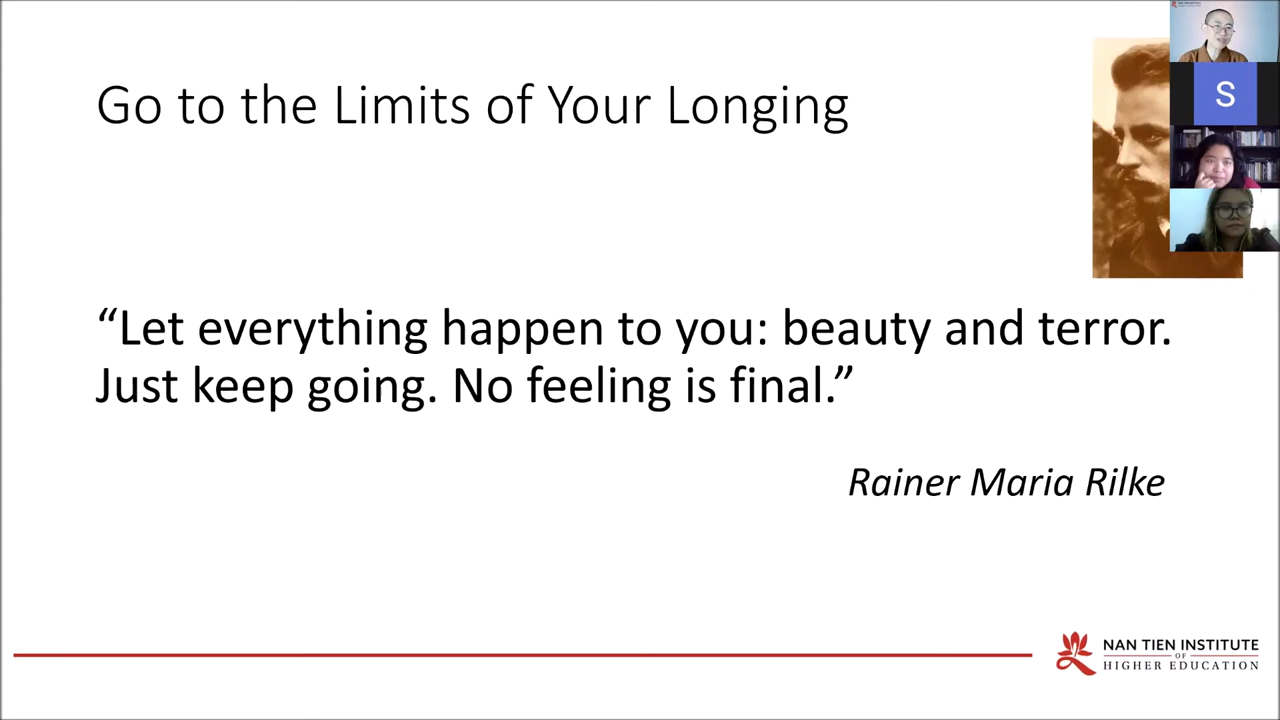 Go to the Limits of Your Longing
S
“Let everything happen to you: beauty and terror.
Just keep going. No feeling is final.”
Rainer Maria Rilke
NAN TIEN INSTITUTE
OF
HIGHER EDUCATION